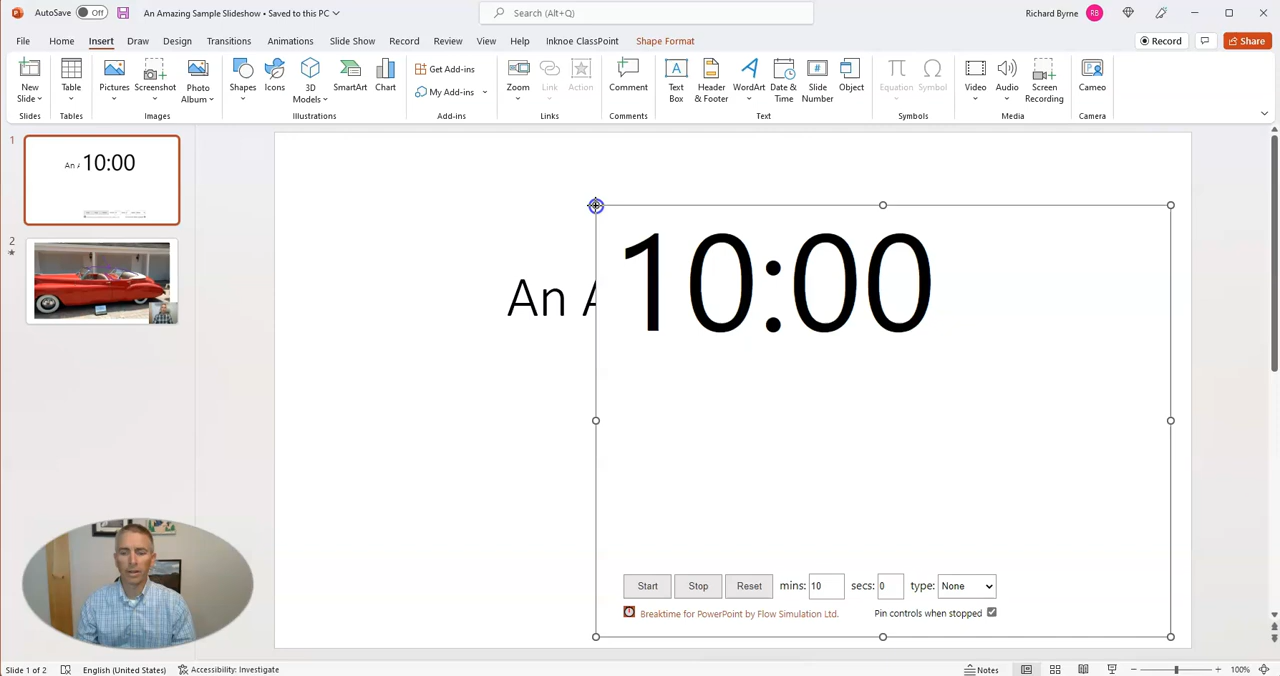 AutoSave Off An Amazing Sample Slideshow • Saved to this PC Search (Alt+Q) Richard Byrne RB
File Home Insert Draw Design Transitions Animations Slide Show Record Review View Help Inknoe ClassPoint Shape Format Record Share
New Slide Table Pictures Screenshot Photo Album Shapes Icons 3D Models SmartArt Chart Get Add-ins My Add-ins Zoom Link Action Comment Text Box Header & Footer WordArt Date & Time Slide Number Object Equation Symbol Video Audio Screen Recording Cameo
Slides Tables Images Illustrations Add-ins Links Comments Text Symbols Media Camera
1
An A 10:00
2
An A
10:00
Start Stop Reset mins: 10 secs: 0 type: None
Breaktime for PowerPoint by Flow Simulation Ltd. Pin controls when stopped
Slide 1 of 2 English (United States) Accessibility: Investigate Notes 100%